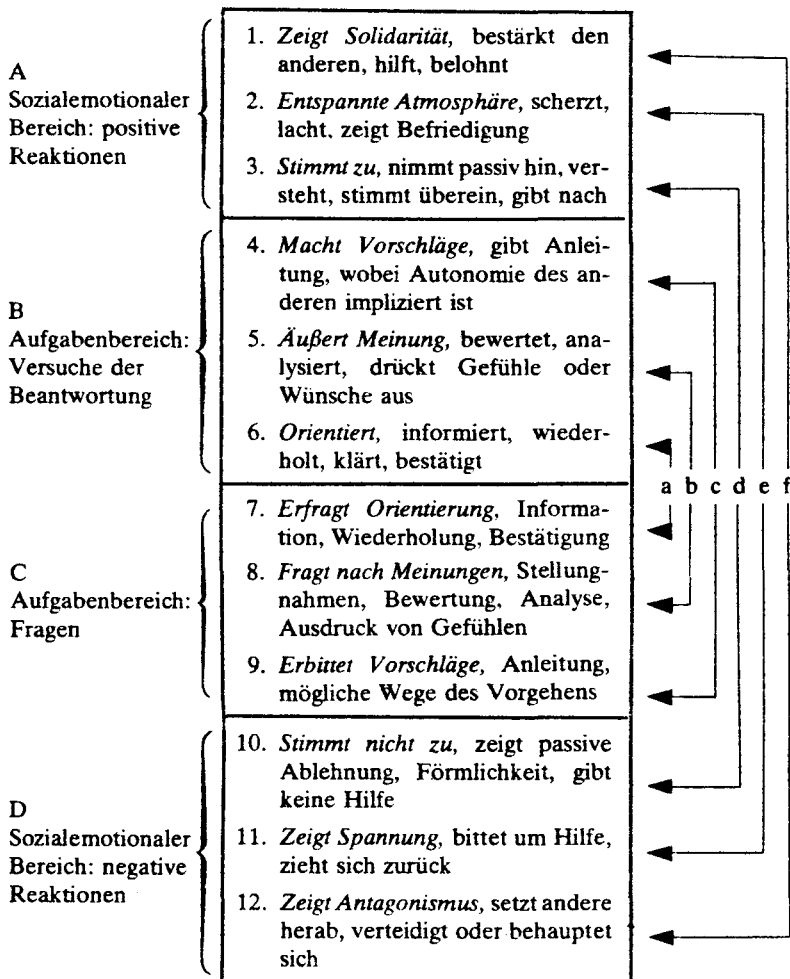 A
Sozialemotionaler
Bereich: positive
Reaktionen
1. Zeigt Solidarität, bestärkt den
anderen, hilft, belohnt
2. Entspannte Atmosphäre, scherzt,
lacht, zeigt Befriedigung
3. Stimmt zu, nimmt passiv hin, ver-
steht, stimmt überein, gibt nach
B
Aufgabenbereich:
Versuche der
Beantwortung
4. Macht Vorschläge, gibt Anlei-
tung, wobei Autonomie des an-
deren impliziert ist
5. Äußert Meinung, bewertet, ana-
lysiert, drückt Gefühle oder
Wünsche aus
6. Orientiert, informiert, wieder-
holt, klärt, bestätigt
a b c d e f
C
Aufgabenbereich:
Fragen
7. Erfragt Orientierung, Informa-
tion, Wiederholung, Bestätigung
8. Fragt nach Meinungen, Stellung-
nahmen, Bewertung, Analyse,
Ausdruck von Gefühlen
9. Erbittet Vorschläge, Anleitung,
mögliche Wege des Vorgehens
D
Sozialemotionaler
Bereich: negative
Reaktionen
10. Stimmt nicht zu, zeigt passive
Ablehnung, Förmlichkeit, gibt
keine Hilfe
11. Zeigt Spannung, bittet um Hilfe,
zieht sich zurück
12. Zeigt Antagonismus, setzt andere
herab, verteidigt oder behauptet
sich